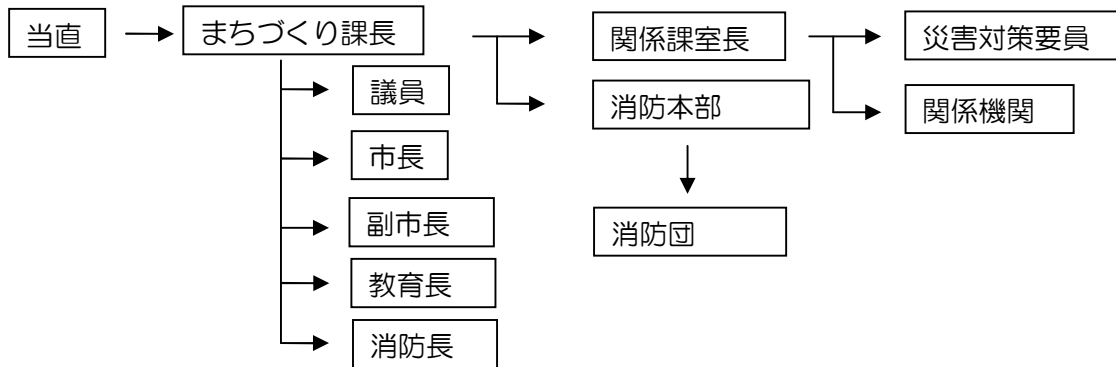 当直
まちづくり課長
関係課室長
災害対策要員
議員
消防本部
関係機関
市長
副市長
消防団
教育長
消防長